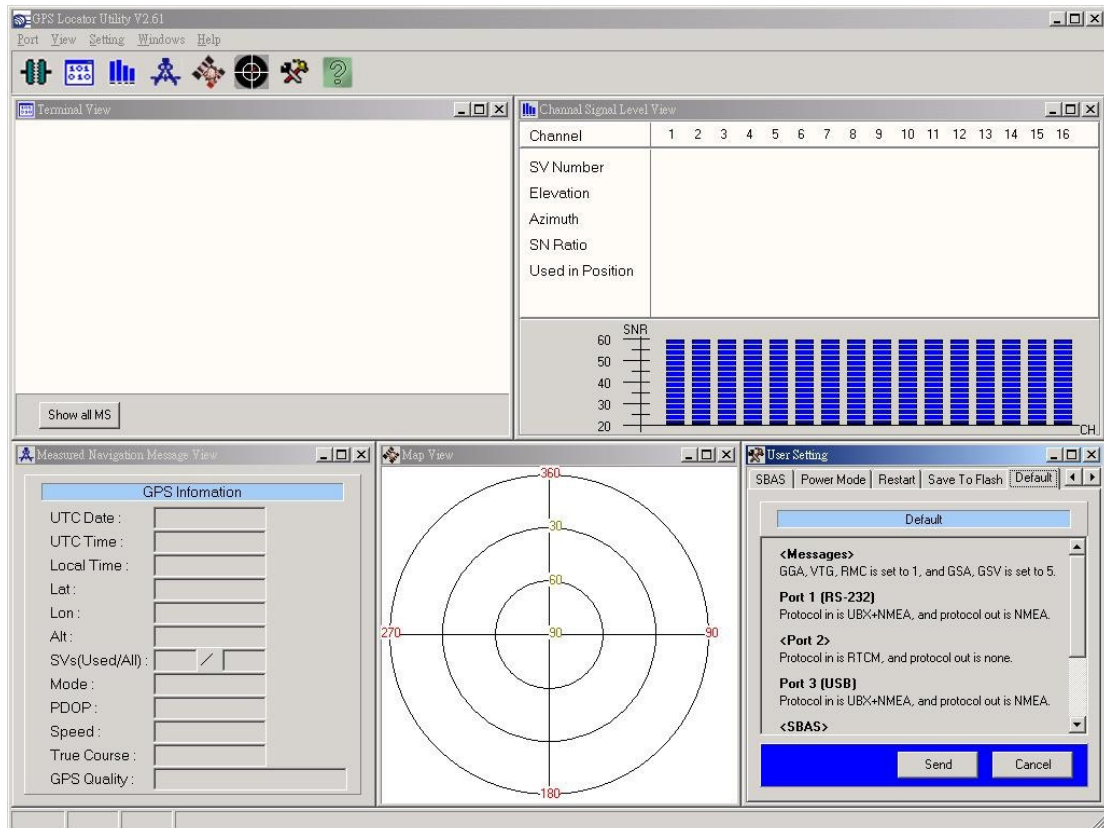 GPS Locator Utility V2.61
Port View Setting Windows Help
101
010
Terminal View
Show all MS
Channal Signal Level View
Channel 1 2 3 4 5 6 7 8 9 10 11 12 13 14 15 16
SV Number
Elevation
Azimuth
SN Ratio
Used in Position
SNR
60
50
40
30
20
CH.
Measured Navigation Message View
GPS Infomation
UTC Date :
UTC Time :
Local Time :
Lat :
Lon :
Alt :
SVs(Used/All) : /
Mode :
PDOP :
Speed :
True Course :
GPS Quality :
Map View
360
30
60
270 90 90
180
User Setting
SBAS Power Mode Restart Save To Flash Default
Default
<Messages>
GGA, VTG, RMC is set to 1, and GSA, GSV is set to 5.
Port 1 (RS-232)
Protocol in is UBX+NMEA, and protocol out is NMEA.
<Port 2>
Protocol in is RTCM, and protocol out is none.
Port 3 (USB)
Protocol in is UBX+NMEA, and protocol out is NMEA.
<SBAS>
Send Cancel